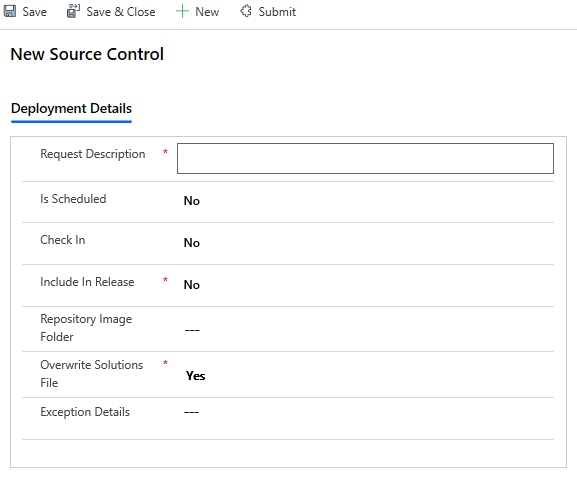 Save Save & Close New Submit
New Source Control
Deployment Details
Request Description *
Is Scheduled No
Check In No
Include In Release * No
Repository Image
Folder ---
Overwrite Solutions *
File Yes
Exception Details ---